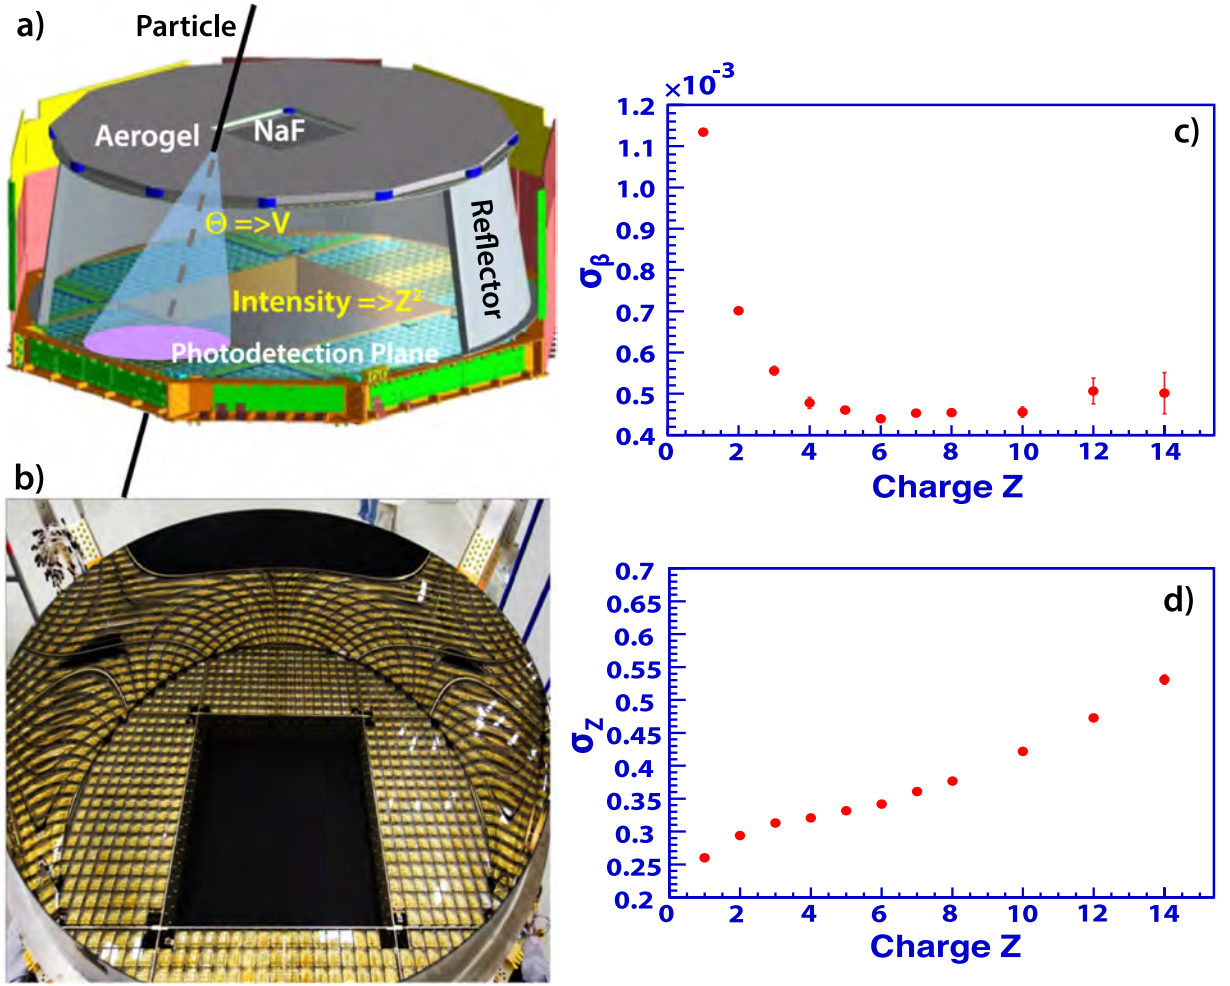 a)
Particle
Aerogel
NaF
Θ =>V
Reflector
Intensity =>Z²
Photodetection Plane
b)
×10⁻³
c)
1.2
1.1
1.0
0.9
0.8
0.7
0.6
0.5
0.4
σβ
0 2 4 6 8 10 12 14
Charge Z
d)
0.7
0.65
0.6
0.55
0.5
0.45
0.4
0.35
0.3
0.25
0.2
σZ
0 2 4 6 8 10 12 14
Charge Z